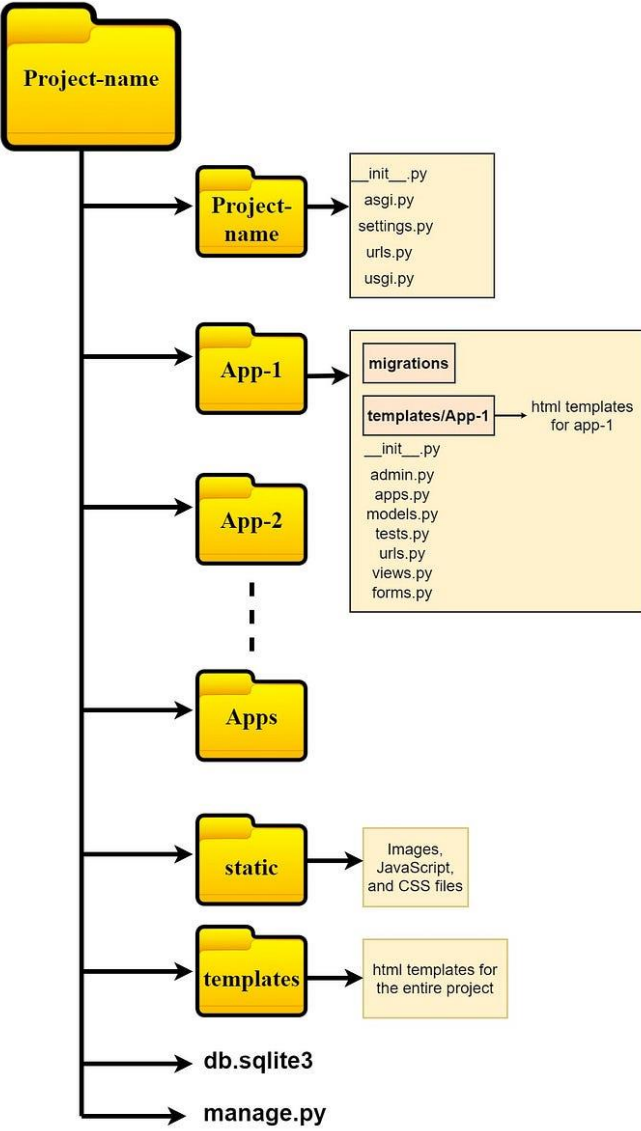 Project-name
Project-
name
__init__.py
asgi.py
settings.py
urls.py
usgi.py
App-1
migrations
templates/App-1
html templates
for app-1
__init__.py
admin.py
apps.py
models.py
tests.py
urls.py
views.py
forms.py
App-2
Apps
static
Images,
JavaScript,
and CSS files
templates
html templates for
the entire project
db.sqlite3
manage.py